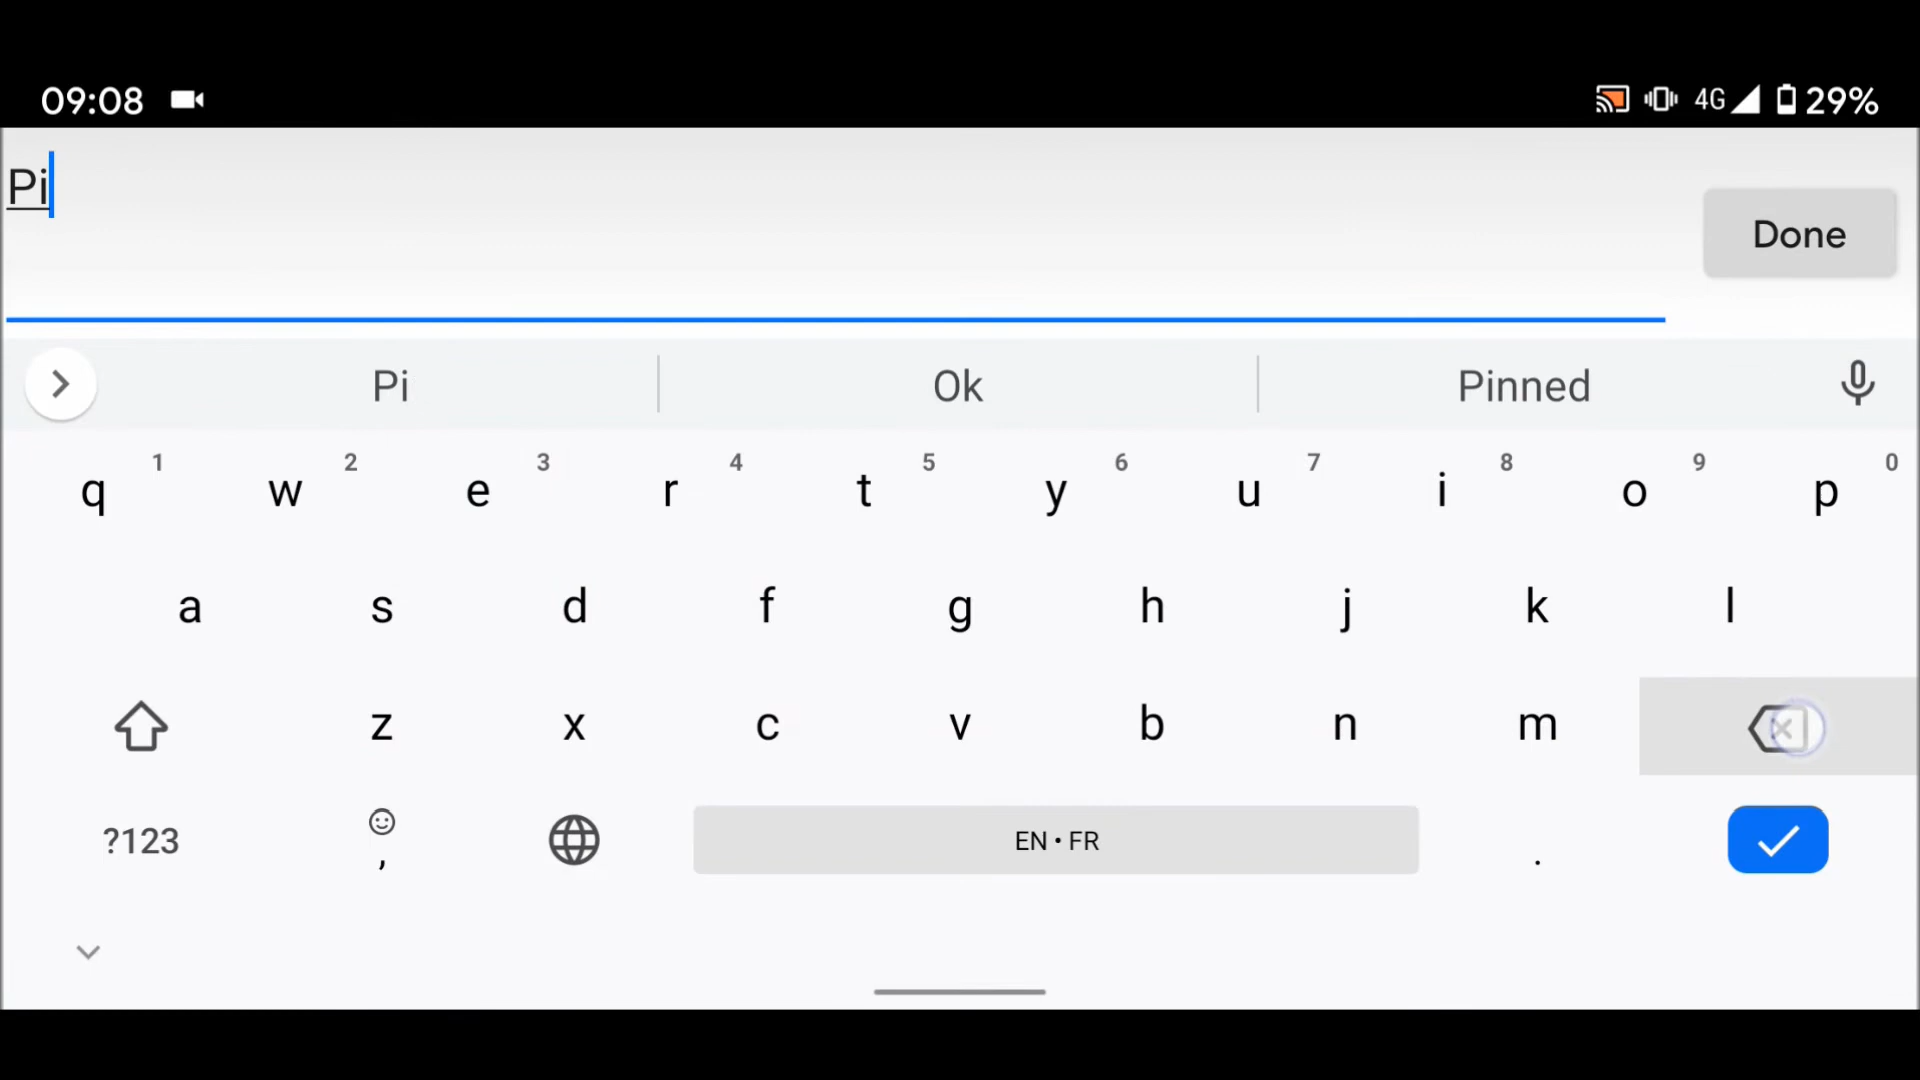 09:08 4G 29%
Pi
Done
Pi Ok Pinned
1 2 3 4 5 6 7 8 9 0
q w e r t y u i o p
a s d f g h j k l
z x c v b n m
?123 , EN • FR .